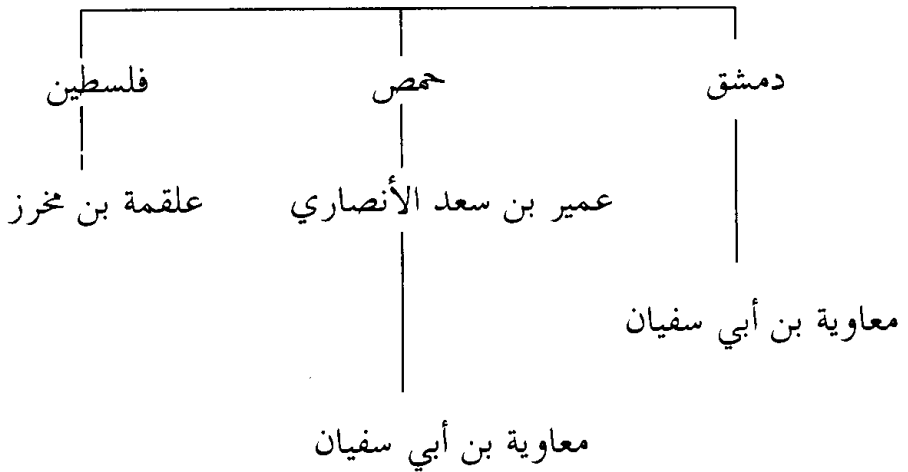 دمشق حمص فلسطين
عمير بن سعد الأنصاري علقمة بن مخرز
معاوية بن أبي سفيان
معاوية بن أبي سفيان